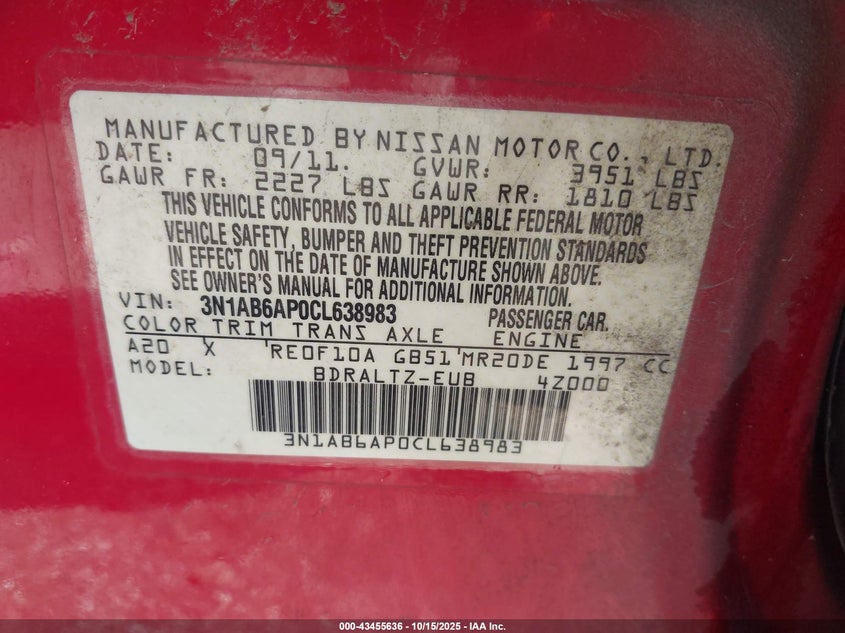 MANUFACTURED BY NISSAN MOTOR CO., LTD.
DATE: 09/11. GVWR: 3951 LBS
GAWR FR: 2227 LBS GAWR RR: 1810 LBS
THIS VEHICLE CONFORMS TO ALL APPLICABLE FEDERAL MOTOR
VEHICLE SAFETY, BUMPER AND THEFT PREVENTION STANDARDS
IN EFFECT ON THE DATE OF MANUFACTURE SHOWN ABOVE.
SEE OWNER'S MANUAL FOR ADDITIONAL INFORMATION.
VIN: 3N1AB6AP0CL638983 PASSENGER CAR.
COLOR TRIM TRANS AXLE ENGINE
A20 X 'RE0F10A GB51'MR20DE 1997 CC
MODEL: BDRALTZ-EUB 4Z000
3N1AB6AP0CL638983
000-43455636 - 10/15/2025 - IAA Inc.